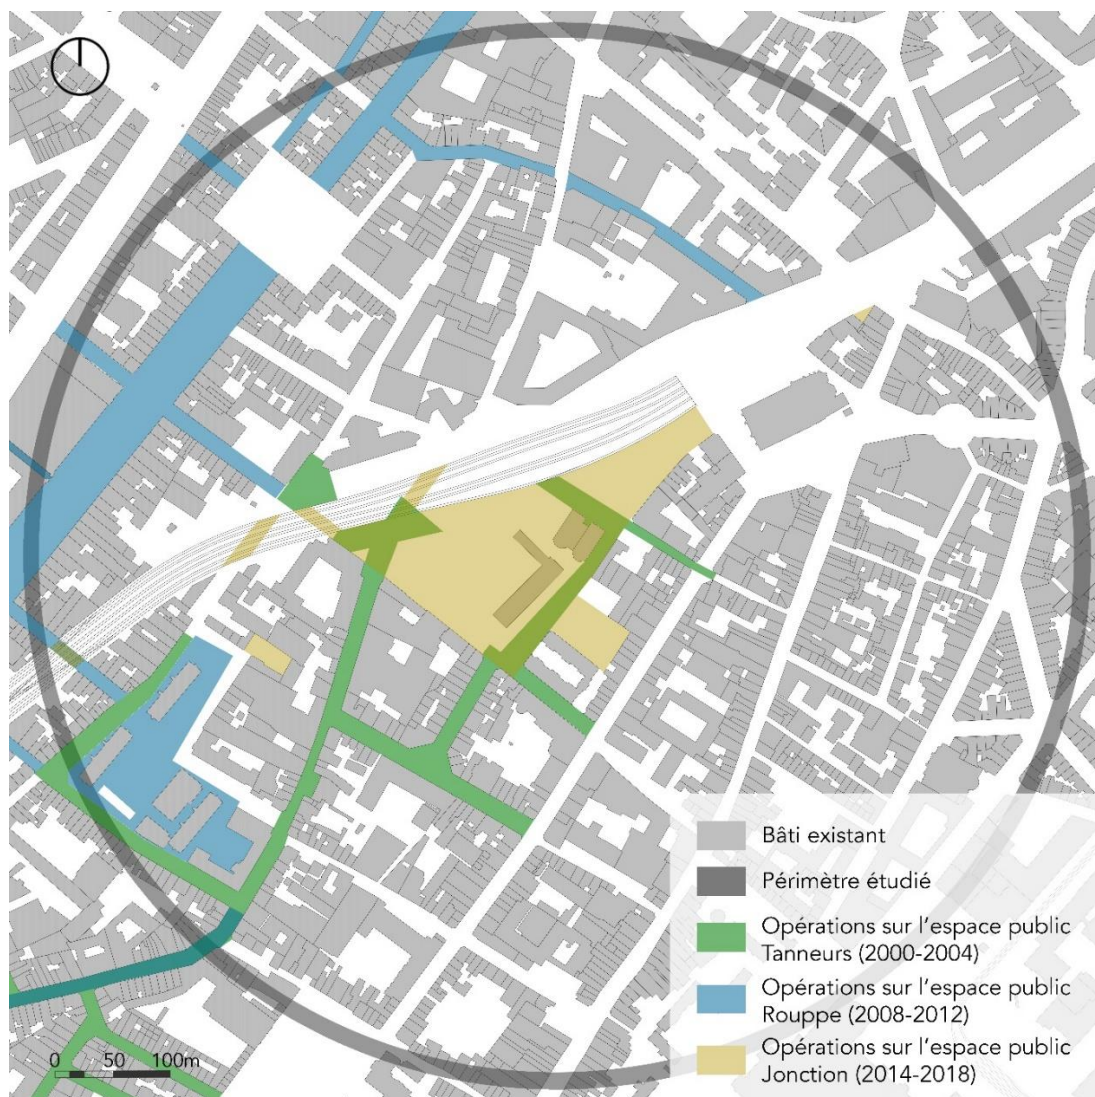 Bâti existant
Périmètre étudié
Opérations sur l'espace public
Tanneurs (2000-2004)
Opérations sur l'espace public
Rouppe (2008-2012)
Opérations sur l'espace public
Jonction (2014-2018)
0 50 100m